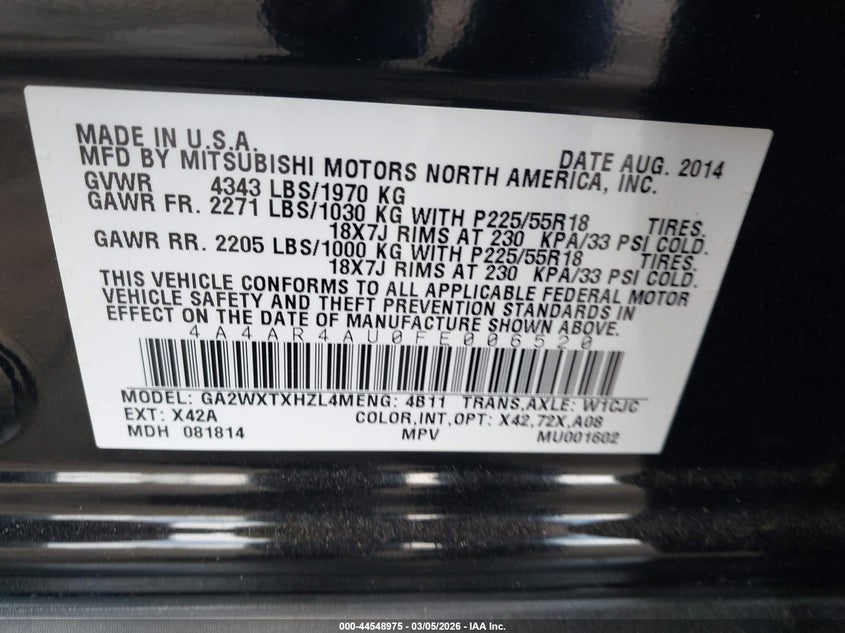 MADE IN U.S.A. DATE AUG. 2014
MFD BY MITSUBISHI MOTORS NORTH AMERICA, INC.
GVWR 4343 LBS/1970 KG
GAWR FR. 2271 LBS/1030 KG WITH P225/55R18 TIRES.
18X7J RIMS AT 230 KPA/33 PSI COLD.
GAWR RR. 2205 LBS/1000 KG WITH P225/55R18 TIRES.
18X7J RIMS AT 230 KPA/33 PSI COLD.
THIS VEHICLE CONFORMS TO ALL APPLICABLE FEDERAL MOTOR
VEHICLE SAFETY AND THEFT PREVENTION STANDARDS IN
EFFECT ON THE DATE OF MANUFACTURE SHOWN ABOVE.
4A4AR4AU0FE006520
MODEL: GA2WXTXHZL4MENG: 4B11 TRANS,AXLE: W1CJC
EXT: X42A COLOR,INT,OPT: X42,72X,A08
MDH 081814 MPV MU001602
000-44548975 - 03/05/2026 - IAA Inc.